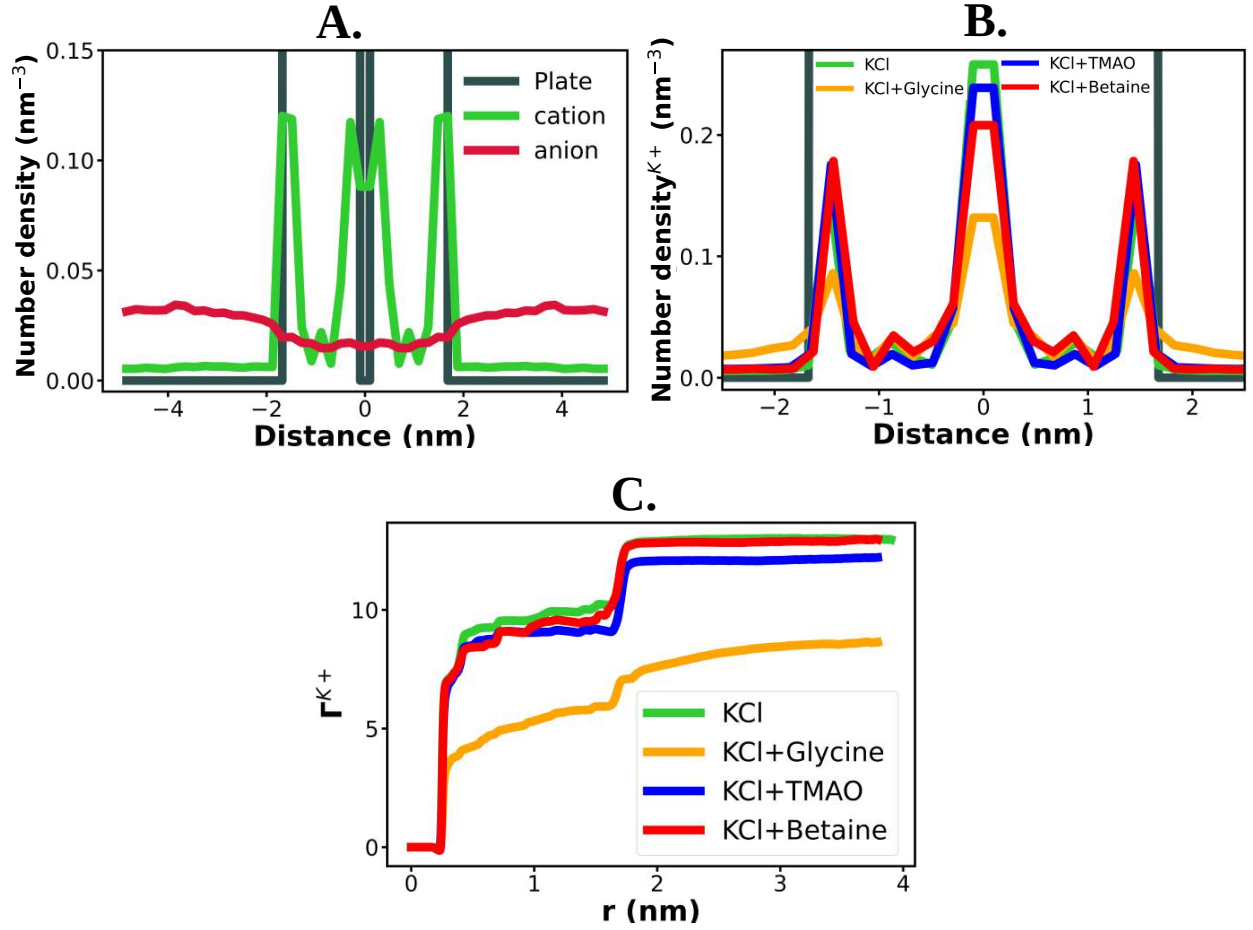 A.
Number density (nm⁻³)
0.15
0.10
0.05
0.00
Plate
cation
anion
−4 −2 0 2 4
Distance (nm)
B.
Number density^{K+} (nm⁻³)
0.2
0.1
0.0
KCl
KCl+Glycine
KCl+TMAO
KCl+Betaine
−2 −1 0 1 2
Distance (nm)
C.
Γ^{K+}
10
5
0
KCl
KCl+Glycine
KCl+TMAO
KCl+Betaine
0 1 2 3 4
r (nm)